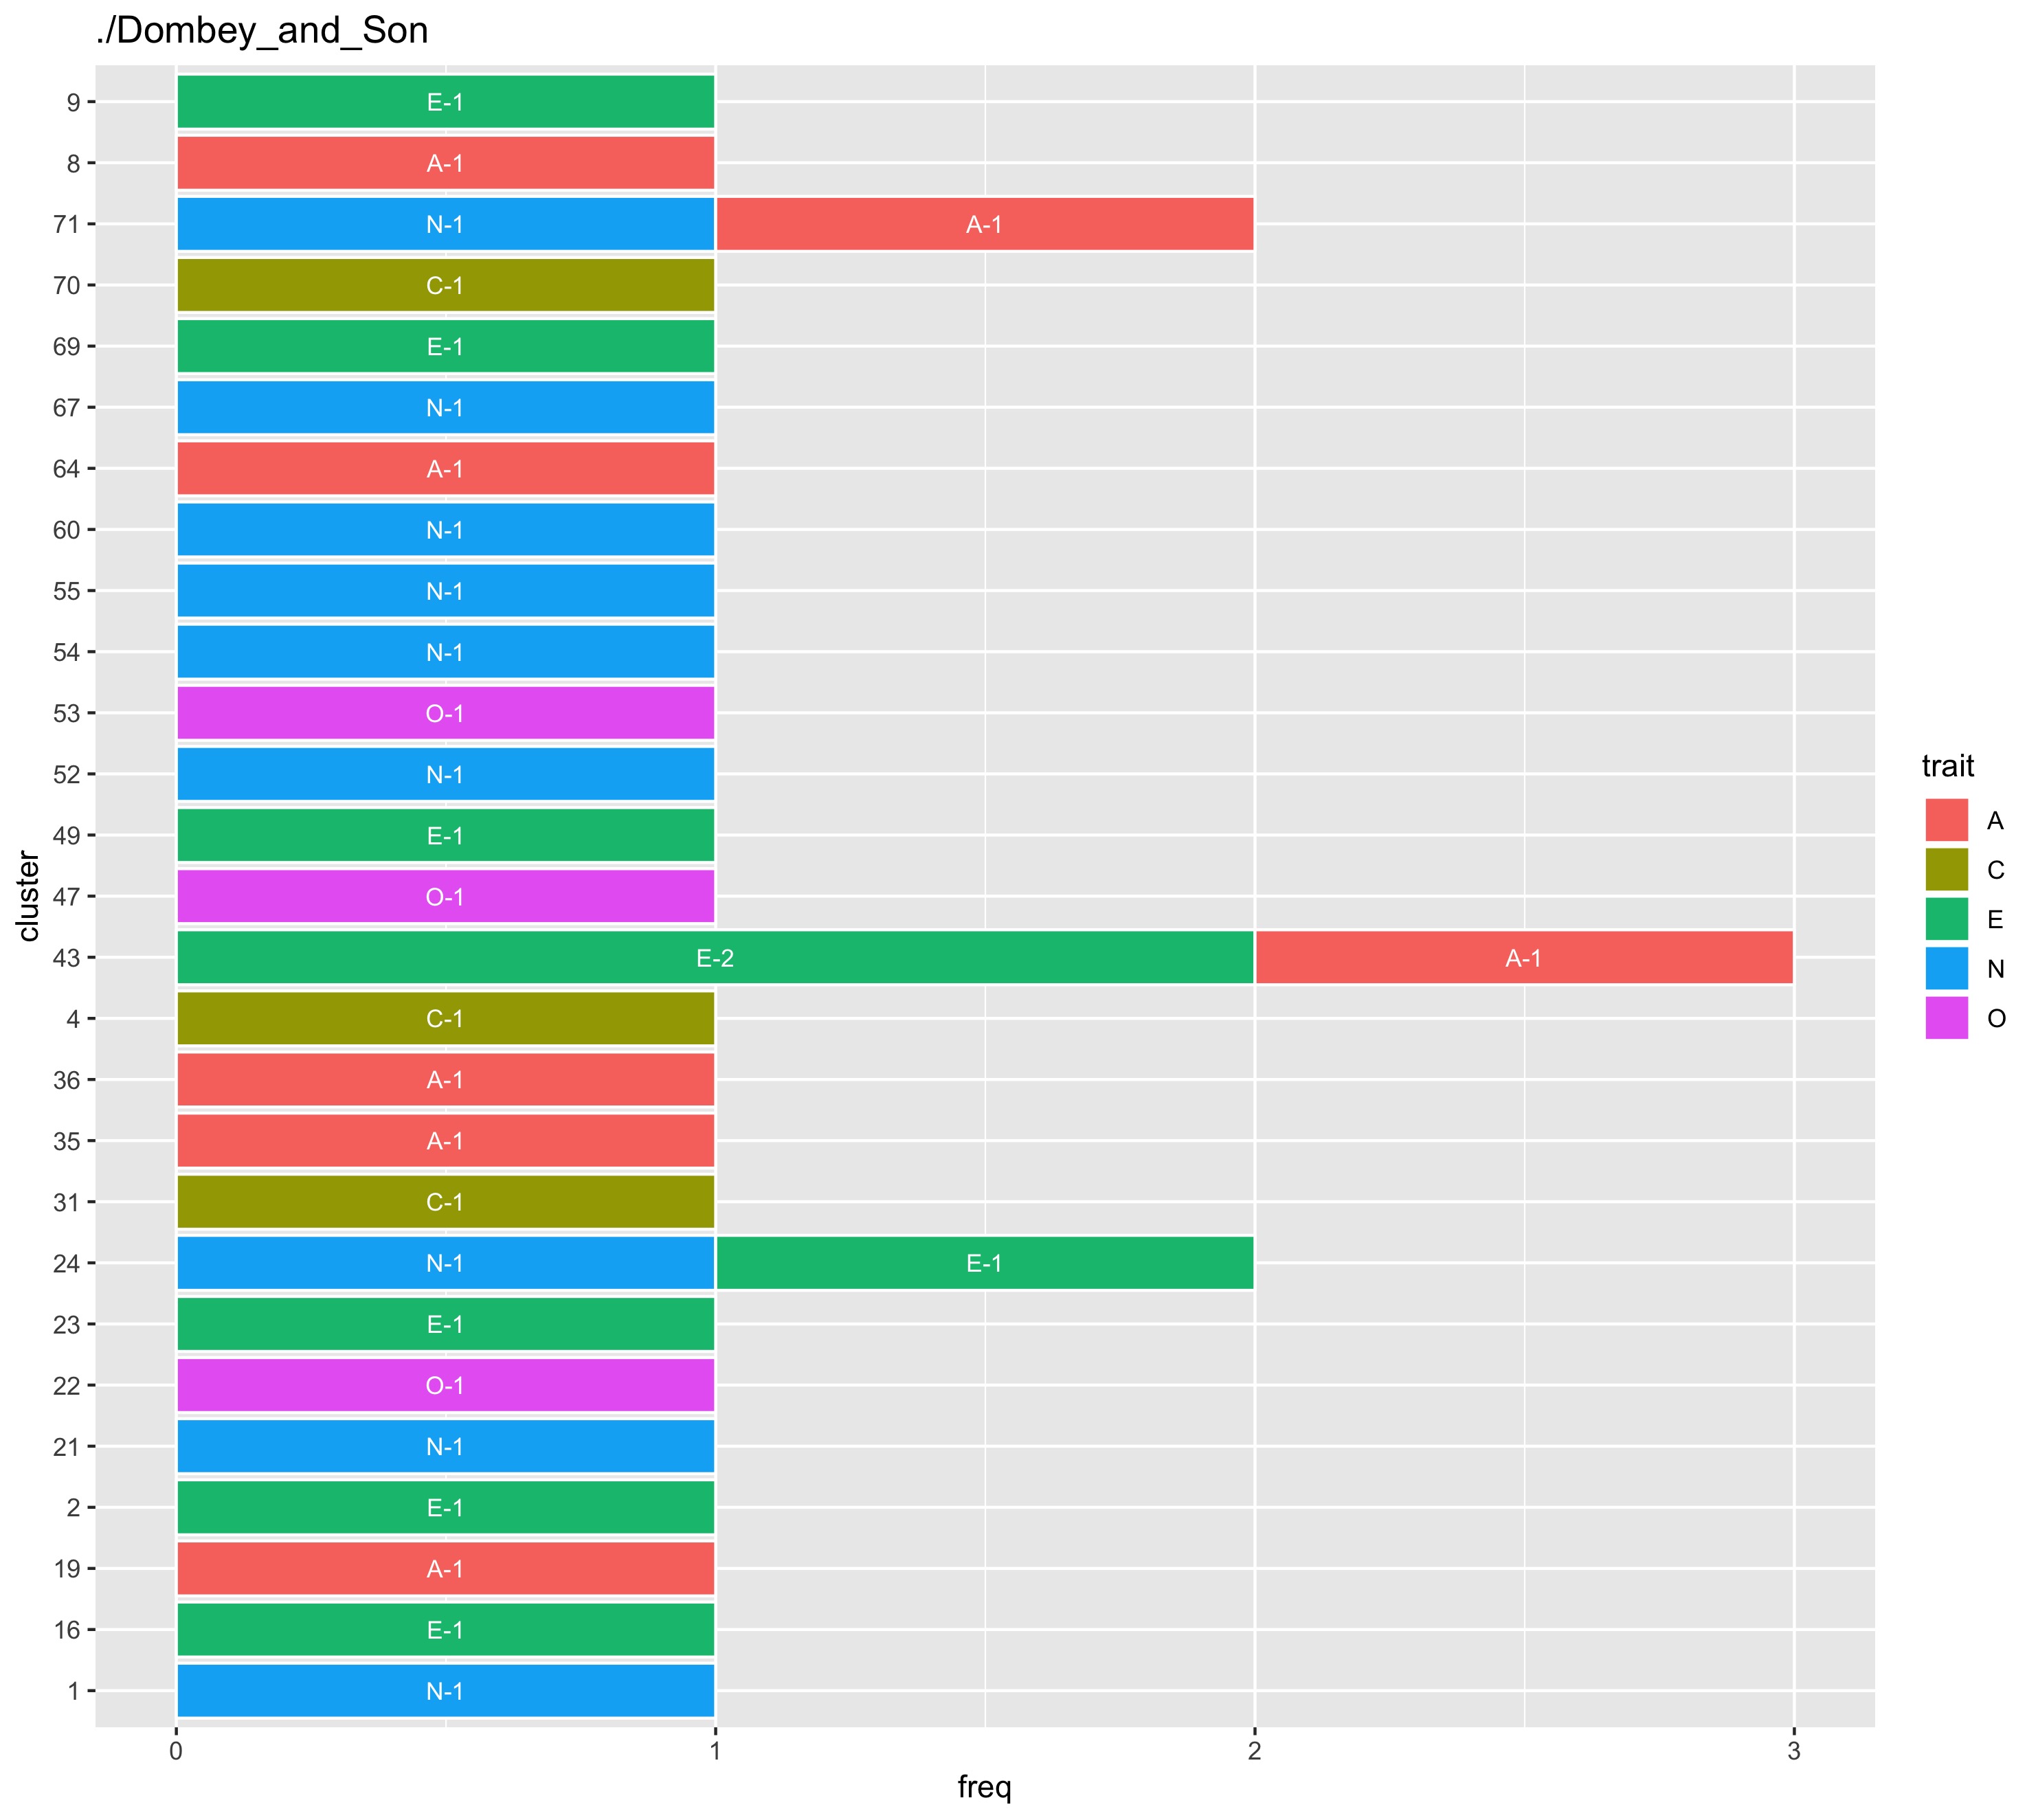 ./Dombey_and_Son
9 E-1
8 A-1
71 N-1 A-1
70 C-1
69 E-1
67 N-1
64 A-1
60 N-1
55 N-1
54 N-1
53 O-1
52 N-1
49 E-1
47 O-1
43 E-2 A-1
4 C-1
36 A-1
35 A-1
31 C-1
24 N-1 E-1
23 E-1
22 O-1
21 N-1
2 E-1
19 A-1
16 E-1
1 N-1
0 1 2 3
freq
cluster
trait
A
C
E
N
O